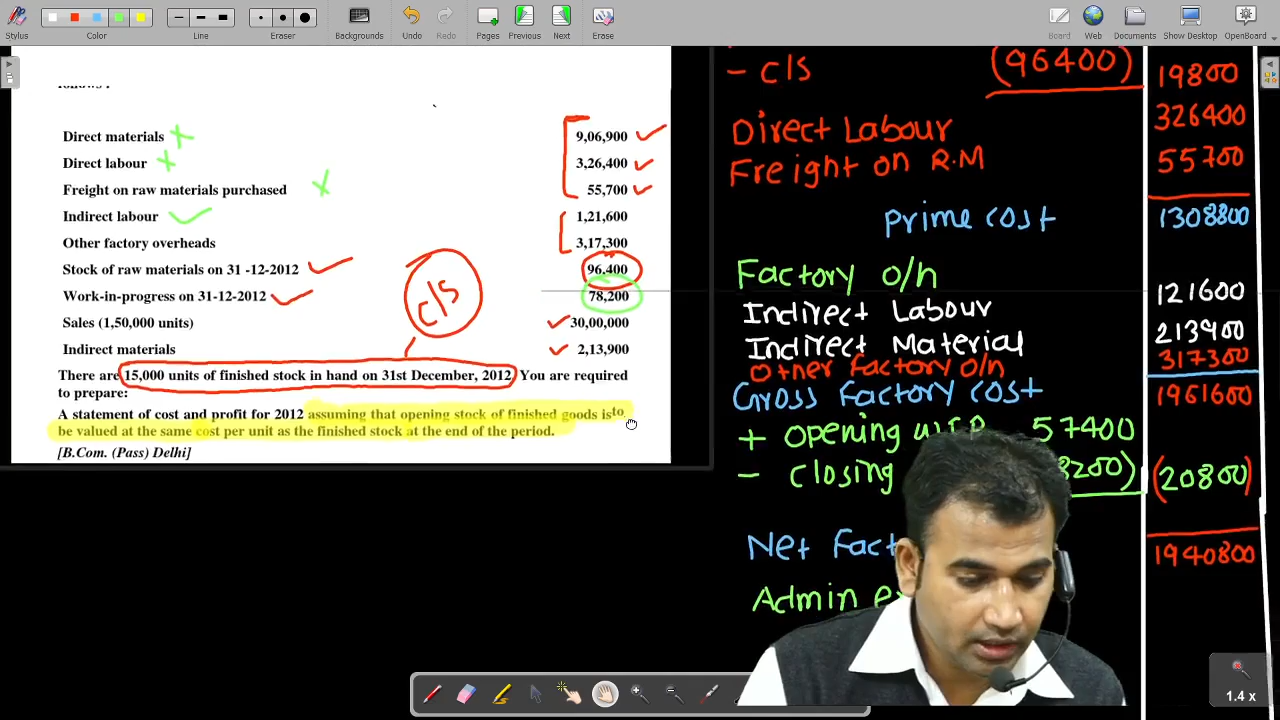 Stylus
Color
Line
Eraser
Backgrounds
Undo
Redo
Pages
Previous
Next
Erase
Board
Web
Documents
Show Desktop
OpenBoard
Direct materials 9,06,900
Direct labour 3,26,400
Freight on raw materials purchased 55,700
Indirect labour 1,21,600
Other factory overheads 3,17,300
Stock of raw materials on 31 -12-2012 96,400
Work-in-progress on 31-12-2012 78,200
Sales (1,50,000 units) 30,00,000
Indirect materials 2,13,900
C/S
There are 15,000 units of finished stock in hand on 31st December, 2012. You are required
to prepare:
A statement of cost and profit for 2012 assuming that opening stock of finished goods is to
be valued at the same cost per unit as the finished stock at the end of the period.
[B.Com. (Pass) Delhi]
- C/S (96400) 19800
Direct Labour 326400
Freight on R.M 55700
prime cost 1308800
Factory o/h
Indirect Labour 121600
Indirect Material 213900
Other Factory o/h 317300
Gross Factory cost 1961600
+ Opening 57400
- Closing 8200) (20800)
Net Fact 1940800
Admin
1.4 x